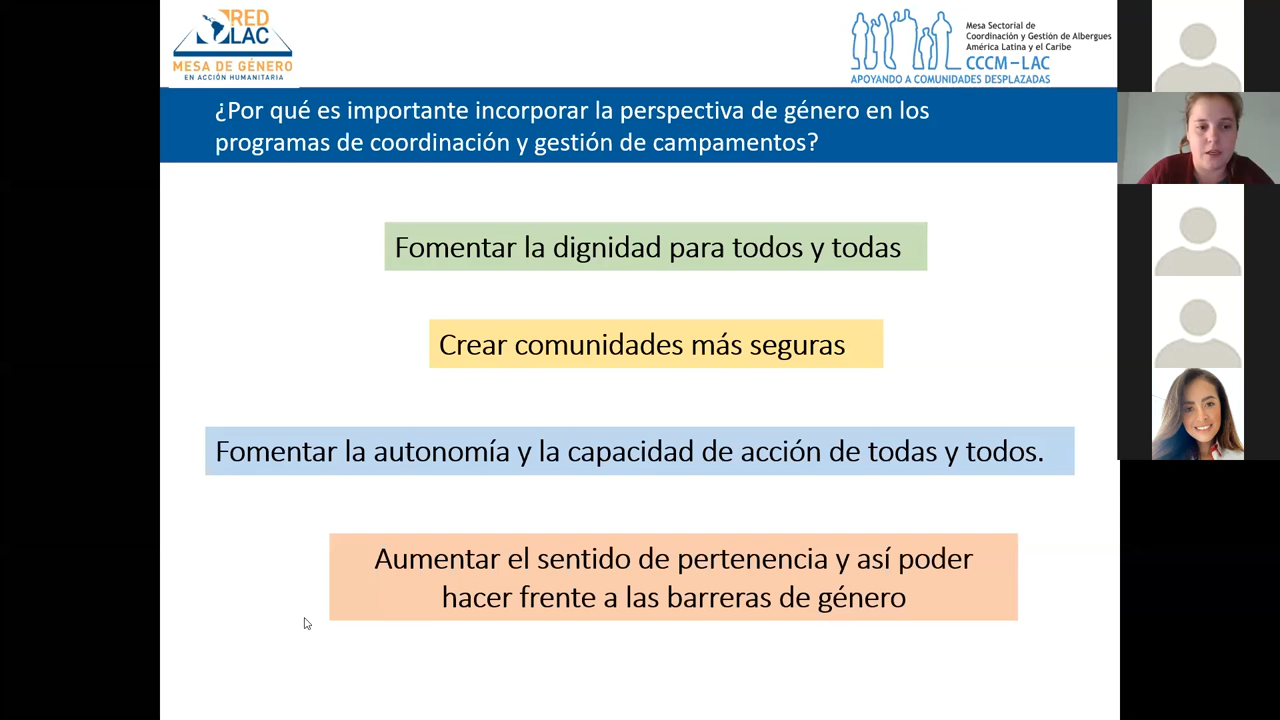 RED
LAC
MESA DE GÉNERO
EN ACCIÓN HUMANITARIA
Mesa Sectorial de
Coordinación y Gestión de Albergues
América Latina y el Caribe
CCCM-LAC
APOYANDO A COMUNIDADES DESPLAZADAS
¿Por qué es importante incorporar la perspectiva de género en los
programas de coordinación y gestión de campamentos?
Fomentar la dignidad para todos y todas
Crear comunidades más seguras
Fomentar la autonomía y la capacidad de acción de todas y todos.
Aumentar el sentido de pertenencia y así poder
hacer frente a las barreras de género